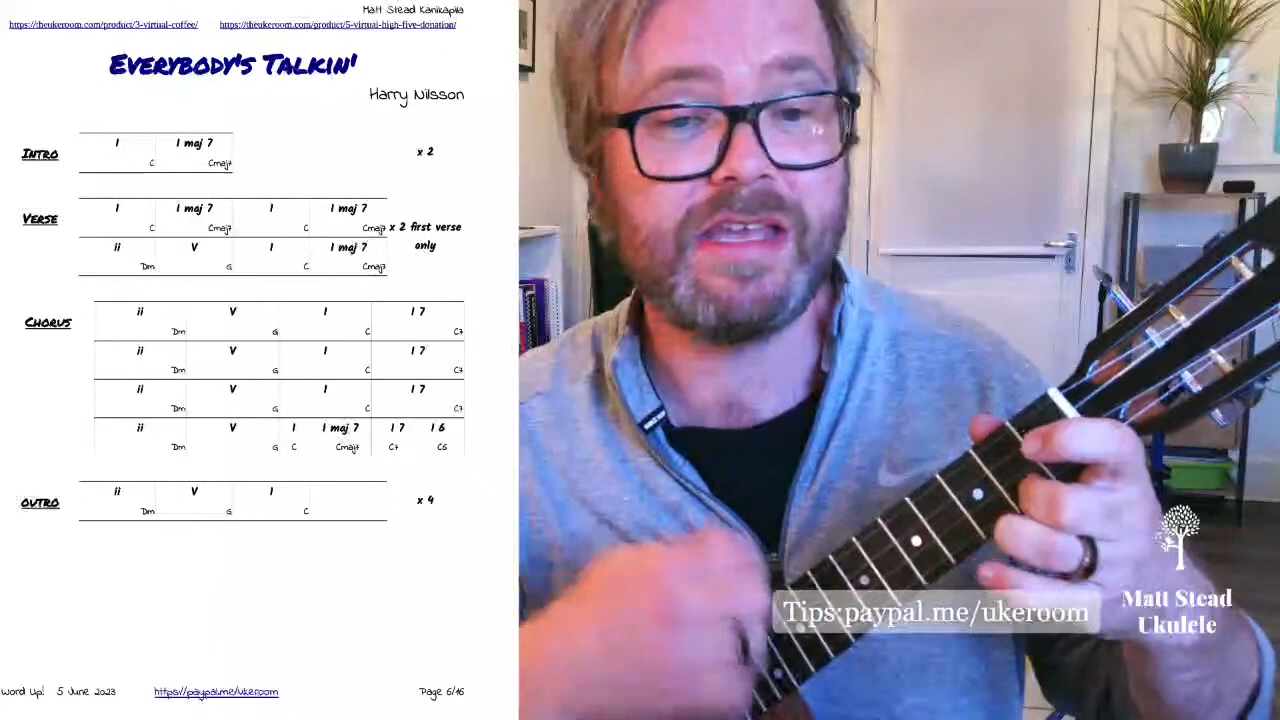 Matt Stead Kanikapila
https://theukeroom.com/product/3-virtual-coffee/ https://theukeroom.com/product/5-virtual-high-five-donation/
Everybody's Talkin'
Harry Nilsson
Intro
I I maj 7
C Cmaj7
x 2
Verse
I I maj 7 I I maj 7
C Cmaj7 C Cmaj7
x 2 first verse only
ii V I I maj 7
Dm G C Cmaj7
Chorus
ii V I I 7
Dm G C C7
ii V I I 7
Dm G C C7
ii V I I 7
Dm G C C7
ii V I I maj 7 I 7 I 6
Dm G C Cmaj7 C7 C6
Outro
ii V I
Dm G C
x 4
Word Up! 5 June 2023 https://paypal.me/ukeroom Page 6/16
Tips:paypal.me/ukeroom
Matt Stead
Ukulele